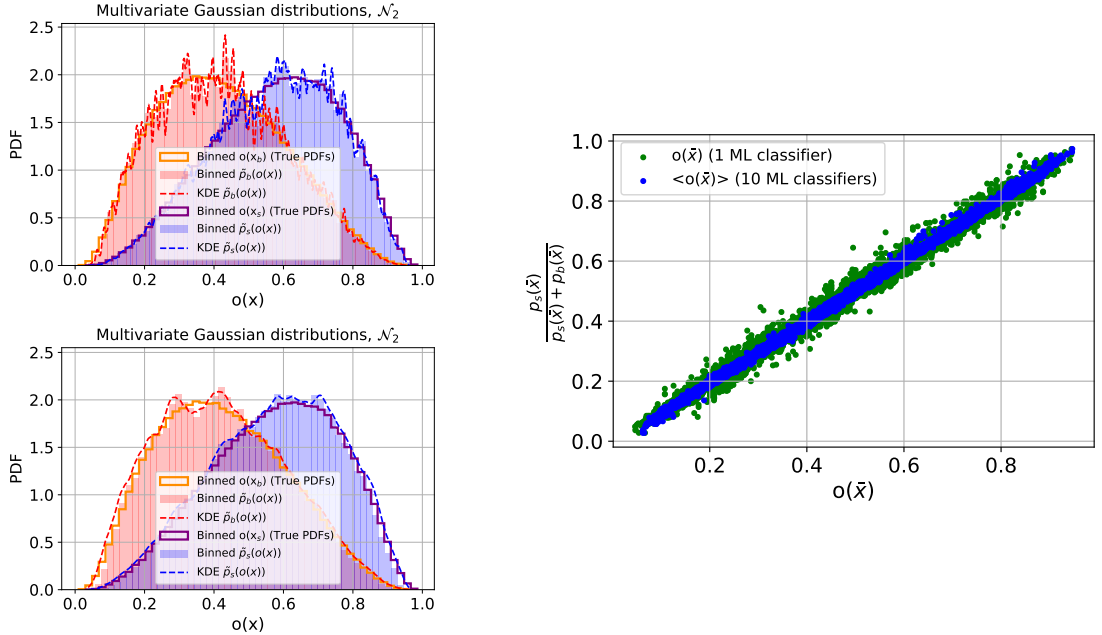 Multivariate Gaussian distributions, 𝒩₂
2.5
2.0
1.5
1.0
0.5
0.0
PDF
Binned o(x_b) (True PDFs)
Binned p̃_b(o(x))
KDE p̃_b(o(x))
Binned o(x_s) (True PDFs)
Binned p̃_s(o(x))
KDE p̃_s(o(x))
0.0 0.2 0.4 0.6 0.8 1.0
o(x)
Multivariate Gaussian distributions, 𝒩₂
2.5
2.0
1.5
1.0
0.5
0.0
PDF
Binned o(x_b) (True PDFs)
Binned p̃_b(o(x))
KDE p̃_b(o(x))
Binned o(x_s) (True PDFs)
Binned p̃_s(o(x))
KDE p̃_s(o(x))
0.0 0.2 0.4 0.6 0.8 1.0
o(x)
1.0
0.8
0.6
0.4
0.2
0.0
p_s(x̄)
p_s(x̄) + p_b(x̄)
o(x̄) (1 ML classifier)
<o(x̄)> (10 ML classifiers)
0.2 0.4 0.6 0.8
o(x̄)